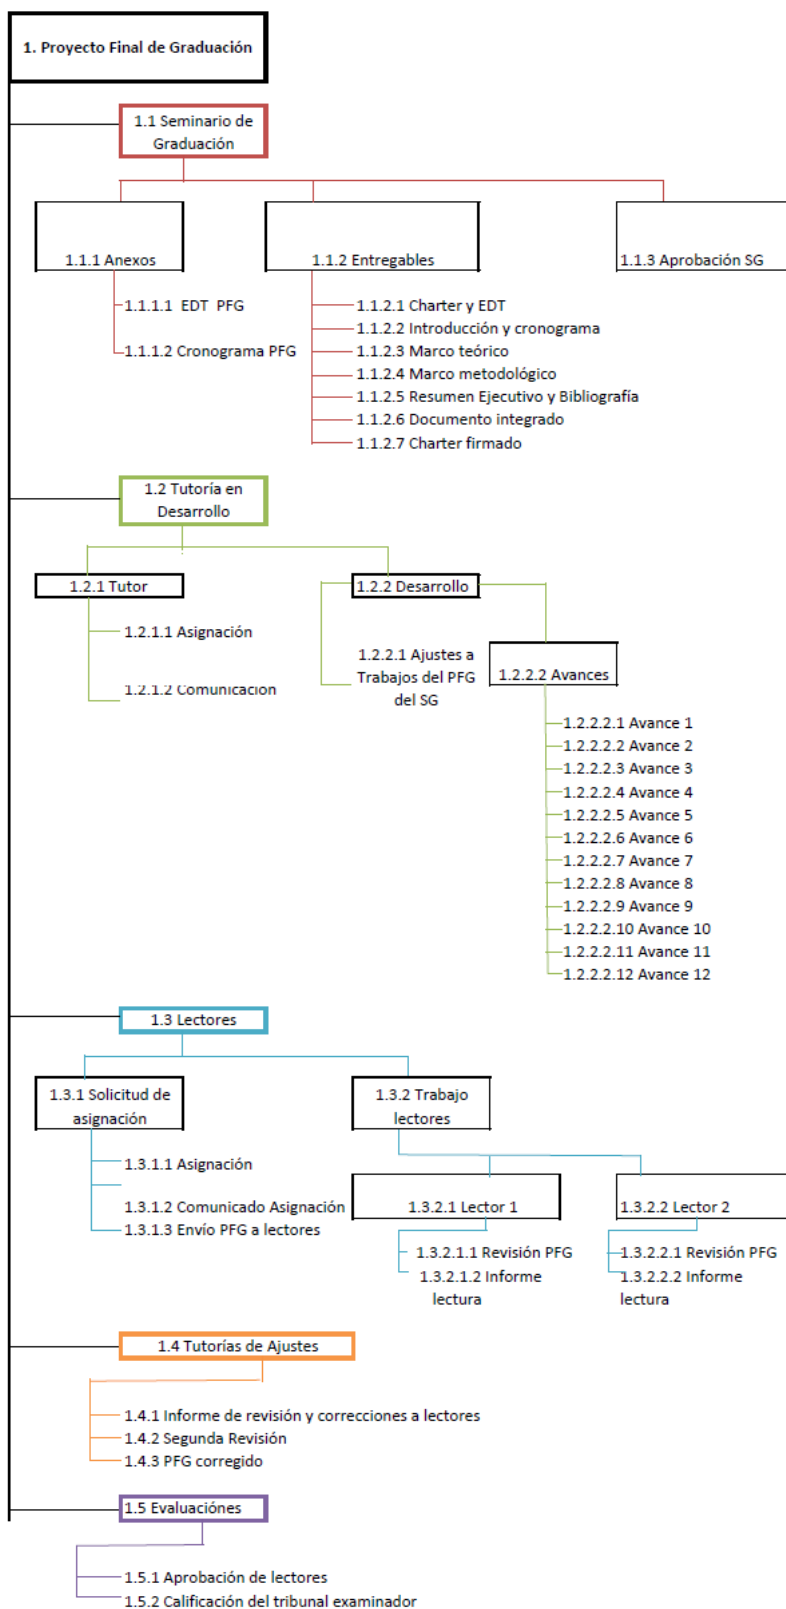 1. Proyecto Final de Graduación
1.1 Seminario de
Graduación
1.1.1 Anexos
1.1.2 Entregables
1.1.3 Aprobación SG
1.1.1.1 EDT PFG
1.1.1.2 Cronograma PFG
1.1.2.1 Charter y EDT
1.1.2.2 Introducción y cronograma
1.1.2.3 Marco teórico
1.1.2.4 Marco metodológico
1.1.2.5 Resumen Ejecutivo y Bibliografía
1.1.2.6 Documento integrado
1.1.2.7 Charter firmado
1.2 Tutoría en
Desarrollo
1.2.1 Tutor
1.2.2 Desarrollo
1.2.1.1 Asignación
1.2.1.2 Comunicación
1.2.2.1 Ajustes a
Trabajos del PFG
del SG
1.2.2.2 Avances
1.2.2.2.1 Avance 1
1.2.2.2.2 Avance 2
1.2.2.2.3 Avance 3
1.2.2.2.4 Avance 4
1.2.2.2.5 Avance 5
1.2.2.2.6 Avance 6
1.2.2.2.7 Avance 7
1.2.2.2.8 Avance 8
1.2.2.2.9 Avance 9
1.2.2.2.10 Avance 10
1.2.2.2.11 Avance 11
1.2.2.2.12 Avance 12
1.3 Lectores
1.3.1 Solicitud de
asignación
1.3.2 Trabajo
lectores
1.3.1.1 Asignación
1.3.1.2 Comunicado Asignación
1.3.1.3 Envío PFG a lectores
1.3.2.1 Lector 1
1.3.2.2 Lector 2
1.3.2.1.1 Revisión PFG
1.3.2.1.2 Informe
lectura
1.3.2.2.1 Revisión PFG
1.3.2.2.2 Informe
lectura
1.4 Tutorías de Ajustes
1.4.1 Informe de revisión y correcciones a lectores
1.4.2 Segunda Revisión
1.4.3 PFG corregido
1.5 Evaluaciónes
1.5.1 Aprobación de lectores
1.5.2 Calificación del tribunal examinador